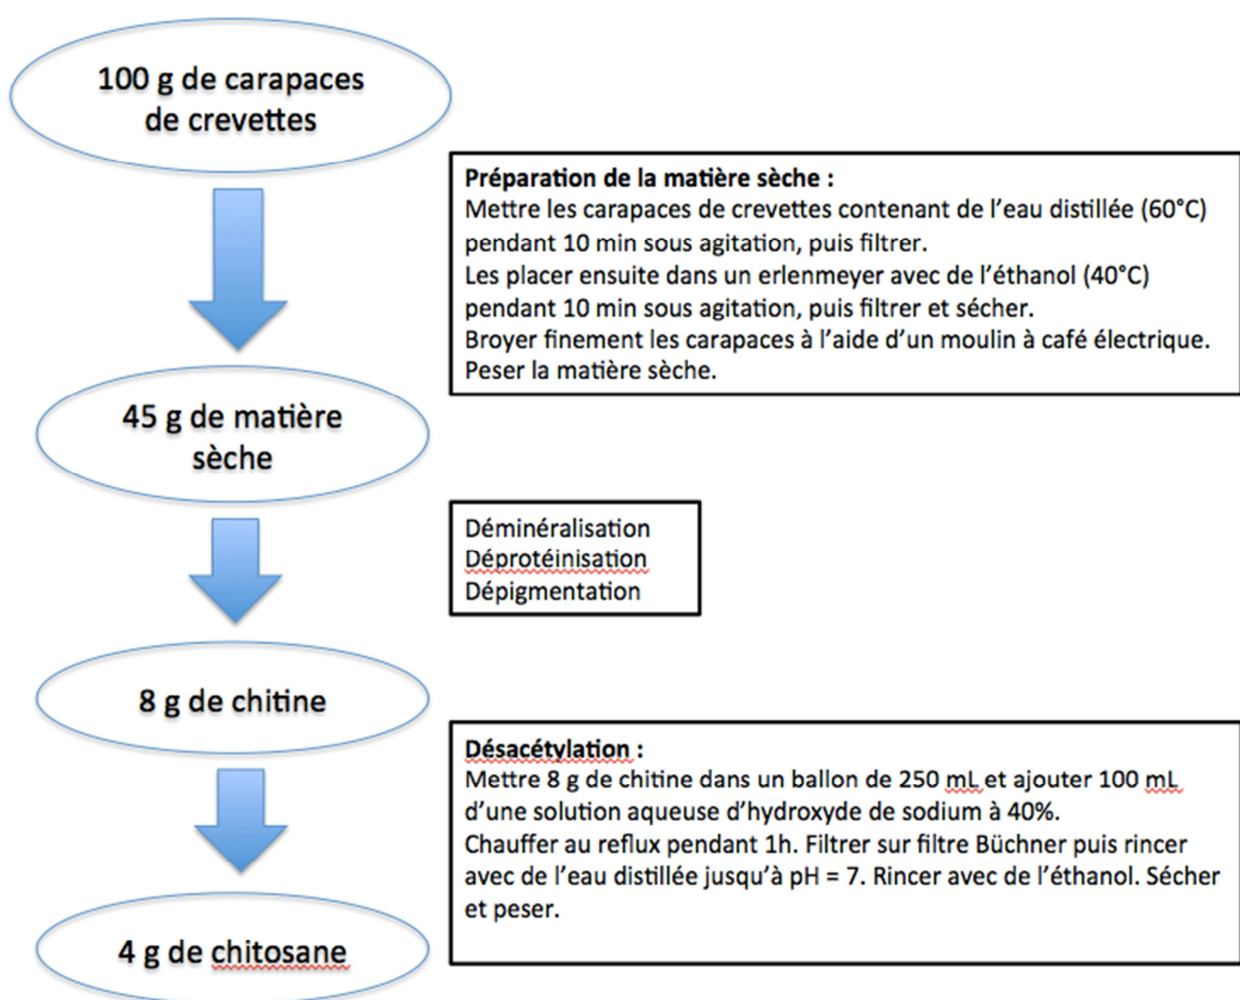 100 g de carapaces
de crevettes
Préparation de la matière sèche :
Mettre les carapaces de crevettes contenant de l'eau distillée (60°C)
pendant 10 min sous agitation, puis filtrer.
Les placer ensuite dans un erlenmeyer avec de l'éthanol (40°C)
pendant 10 min sous agitation, puis filtrer et sécher.
Broyer finement les carapaces à l'aide d'un moulin à café électrique.
Peser la matière sèche.
45 g de matière
sèche
Déminéralisation
Déprotéinisation
Dépigmentation
8 g de chitine
Désacétylation :
Mettre 8 g de chitine dans un ballon de 250 mL et ajouter 100 mL
d'une solution aqueuse d'hydroxyde de sodium à 40%.
Chauffer au reflux pendant 1h. Filtrer sur filtre Büchner puis rincer
avec de l'eau distillée jusqu'à pH = 7. Rincer avec de l'éthanol. Sécher
et peser.
4 g de chitosane